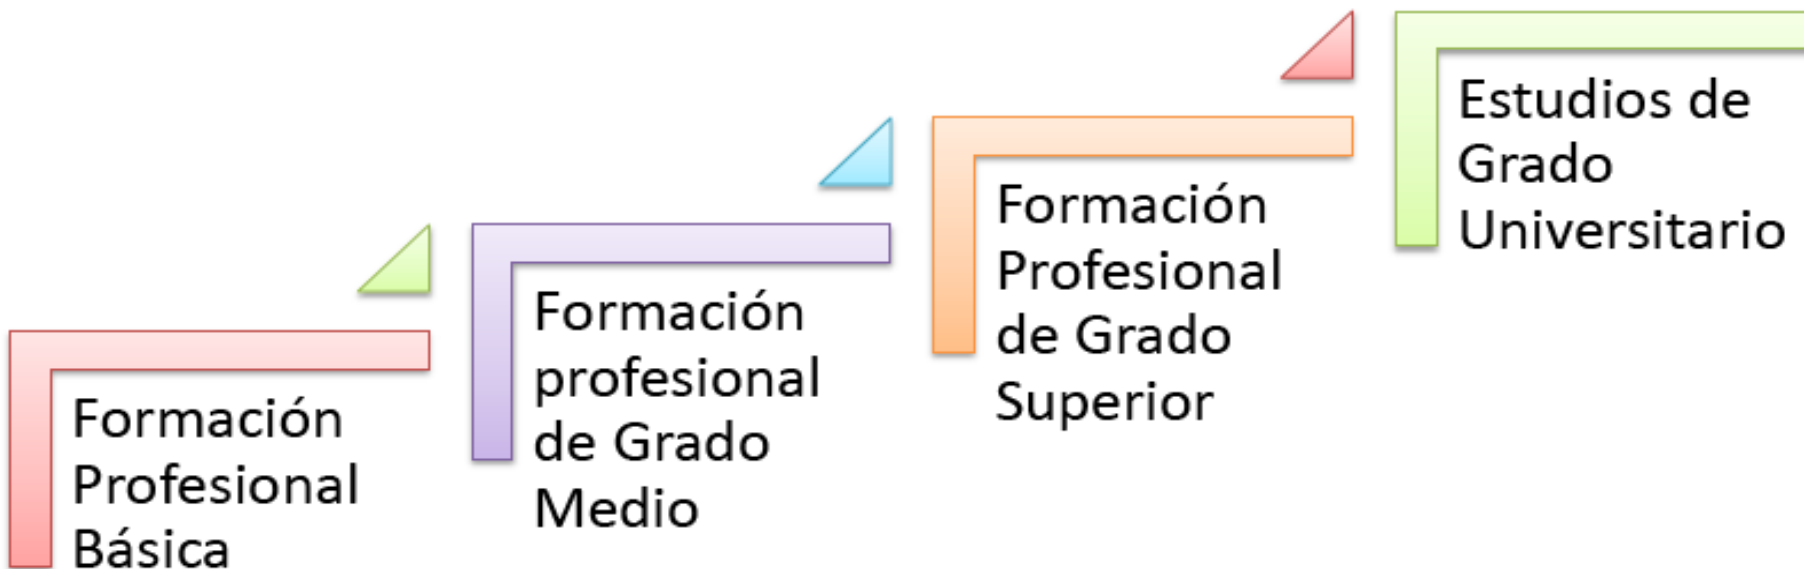 Formación
Profesional
Básica
Formación
profesional
de Grado
Medio
Formación
Profesional
de Grado
Superior
Estudios de
Grado
Universitario